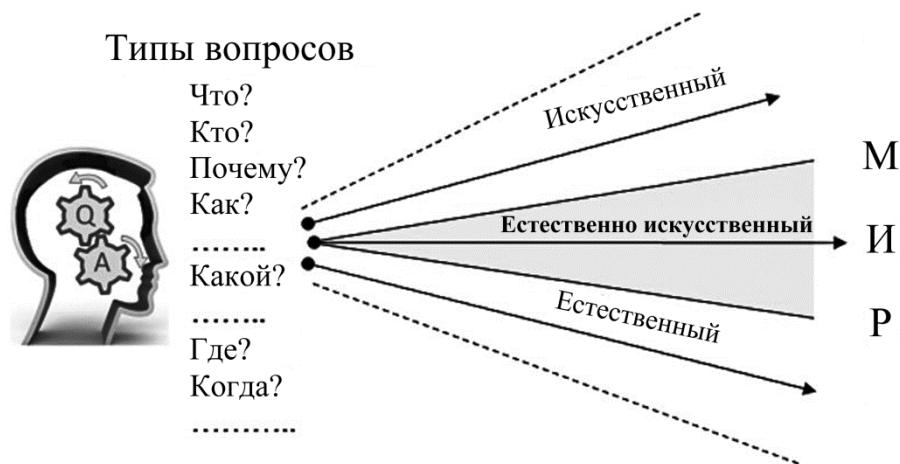 Типы вопросов
Что?
Кто?
Почему?
Как?
........
Какой?
........
Где?
Когда?
...........
Q
A
Искусственный
Естественно искусственный
Естественный
М
И
Р